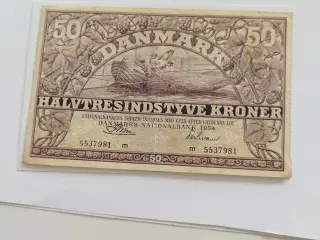 50 50
DANMARK
HALVTRESINDSTYVE KRONER
DANMARKS NATIONALBANK 1954
5537981 m m 5537981
50